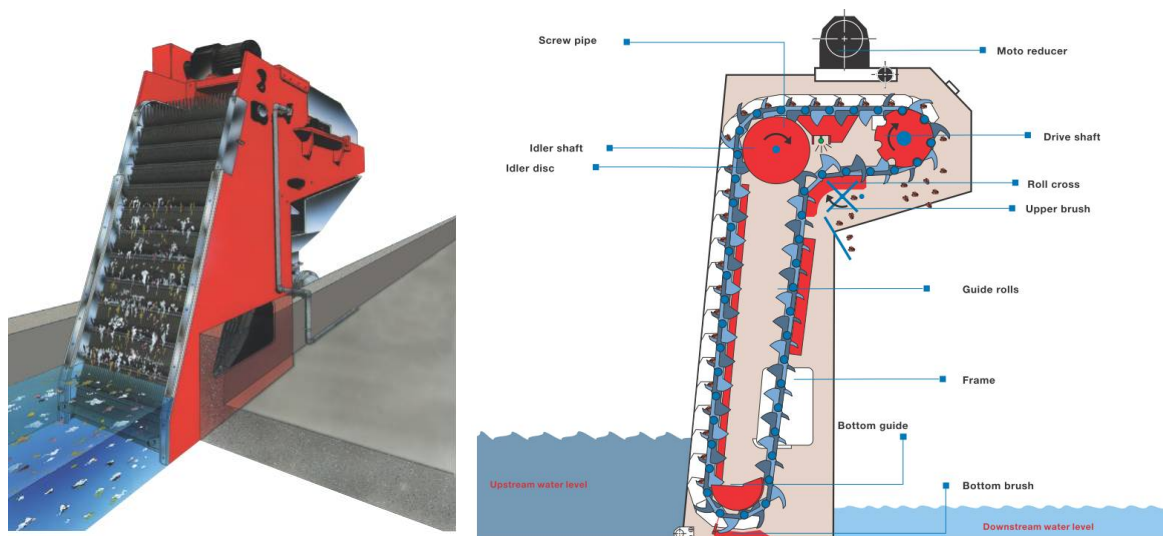 Screw pipe
Moto reducer
Drive shaft
Idler shaft
Idler disc
Roll cross
Upper brush
Guide rolls
Frame
Bottom guide
Upstream water level
Bottom brush
Downstream water level